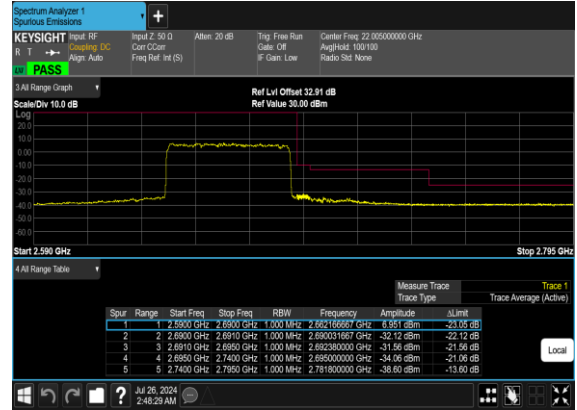 Spectrum Analyzer 1
Spurious Emissions
+
KEYSIGHT Input: RF Input Z: 50 Ω Atten: 20 dB Trig: Free Run Center Freq: 22.005000000 GHz
R T Coupling: DC Corr CCorr Gate: Off Avg|Hold: 100/100
Align: Auto Freq Ref: Int (S) IF Gain: Low Radio Std: None
PASS
3 All Range Graph
Ref Lvl Offset 32.91 dB
Scale/Div 10.0 dB Ref Value 30.00 dBm
Log
20.0
10.0
0.00
-10.0
-20.0
-30.0
-40.0
-50.0
-60.0
Start 2.590 GHz Stop 2.795 GHz
4 All Range Table
Measure Trace Trace 1
Trace Type Trace Average (Active)
Spur Range Start Freq Stop Freq RBW Frequency Amplitude ΔLimit
1 1 2.5900 GHz 2.6900 GHz 1.000 MHz 2.662166667 GHz 6.951 dBm -23.05 dB
2 2 2.6900 GHz 2.6910 GHz 1.000 MHz 2.690031667 GHz -32.12 dBm -22.12 dB
3 3 2.6910 GHz 2.6950 GHz 1.000 MHz 2.692380000 GHz -31.56 dBm -21.56 dB
4 4 2.6950 GHz 2.7400 GHz 1.000 MHz 2.695000000 GHz -34.06 dBm -21.06 dB
5 5 2.7400 GHz 2.7950 GHz 1.000 MHz 2.781800000 GHz -38.60 dBm -13.60 dB
Local
? Jul 26, 2024
2:48:29 AM